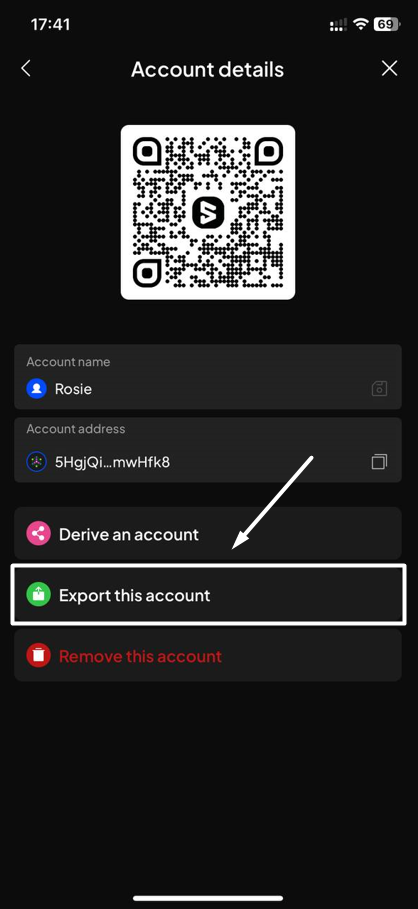 17:41
69
Account details
Account name
Rosie
Account address
5HgjQi...mwHfk8
Derive an account
Export this account
Remove this account